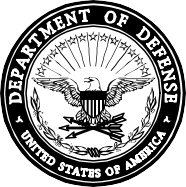 DEPARTMENT OF DEFENSE
UNITED STATES OF AMERICA